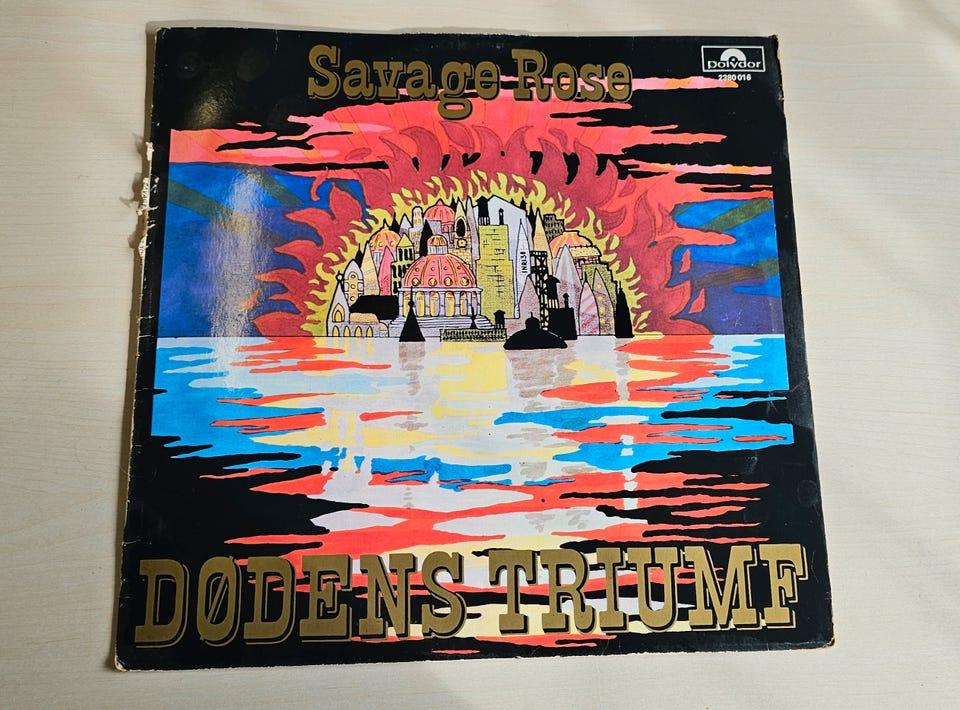 Savage Rose
polydor
2380 016
DØDENS TRIUMF